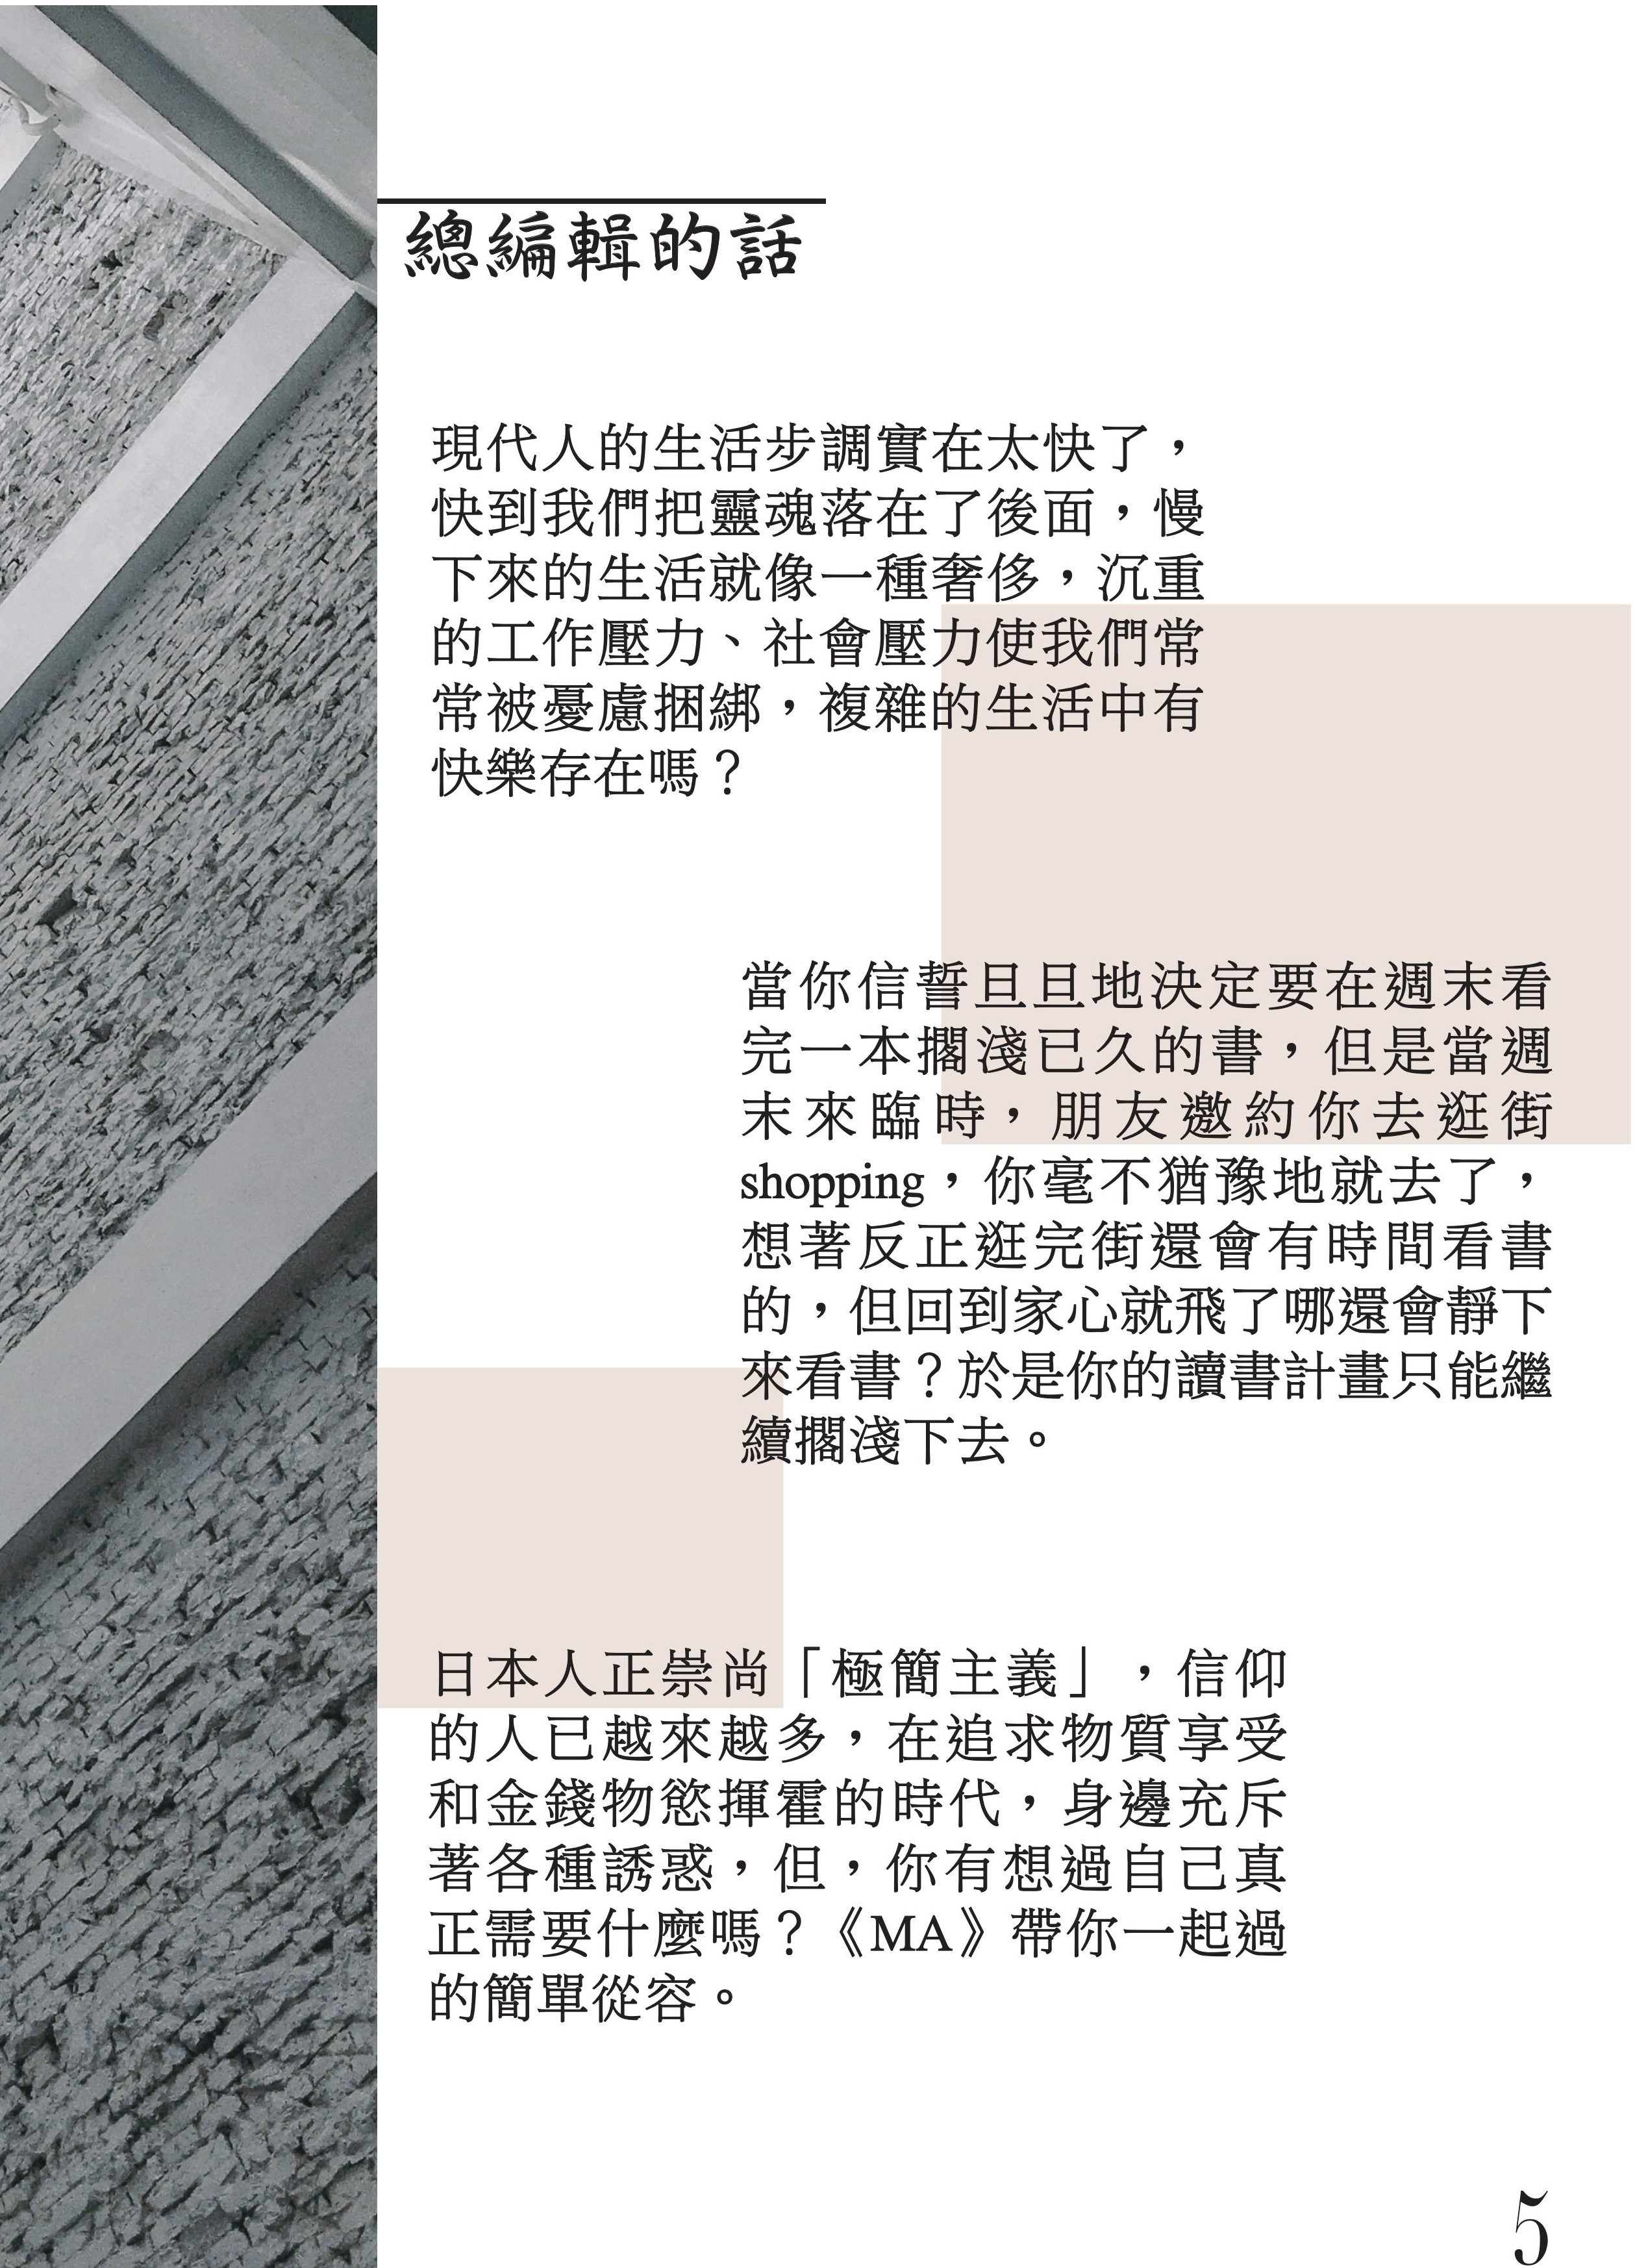 總編輯的話
現代人的生活步調實在太快了，
快到我們把靈魂落在了後面，慢
下來的生活就像一種奢侈，沉重
的工作壓力、社會壓力使我們常
常被憂慮捆綁，複雜的生活中有
快樂存在嗎？
當你信誓旦旦地決定要在週末看
完一本擱淺已久的書，但是當週
末來臨時，朋友邀約你去逛街
shopping，你毫不猶豫地就去了，
想著反正逛完街還會有時間看書
的，但回到家心就飛了哪還會靜下
來看書？於是你的讀書計畫只能繼
續擱淺下去。
日本人正崇尚「極簡主義」，信仰
的人已越來越多，在追求物質享受
和金錢物慾揮霍的時代，身邊充斥
著各種誘惑，但，你有想過自己真
正需要什麼嗎？《MA》帶你一起過
的簡單從容。
5